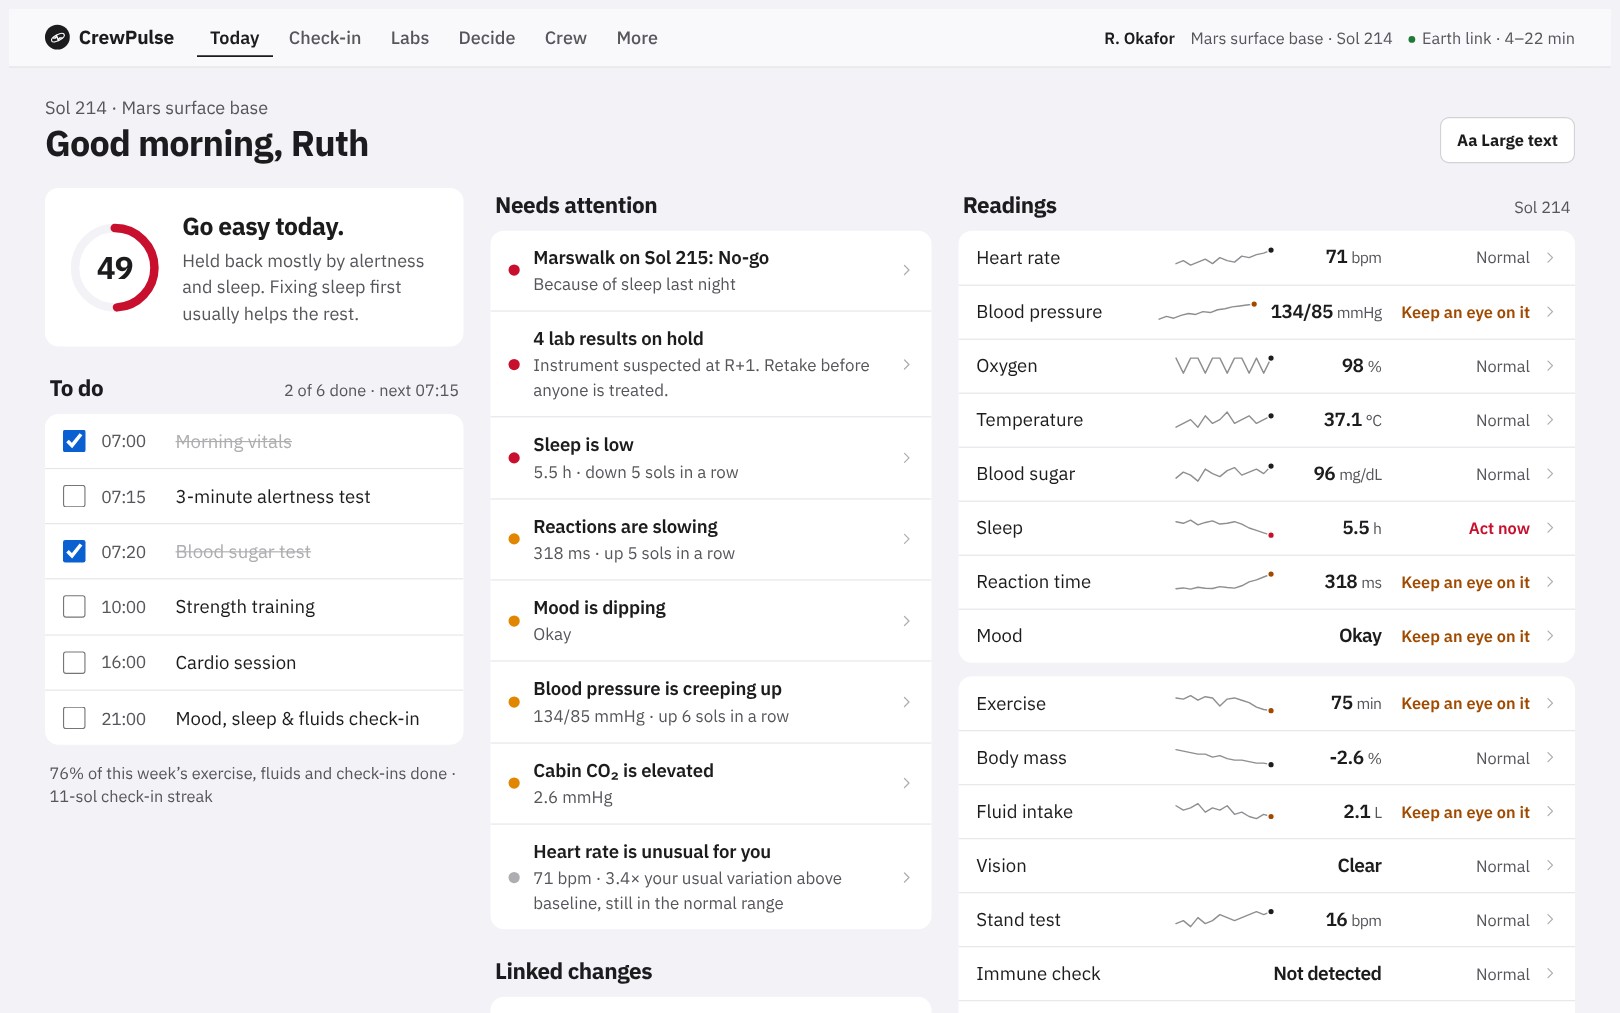 CrewPulse Today Check-in Labs Decide Crew More R. Okafor Mars surface base · Sol 214 Earth link · 4–22 min
Sol 214 · Mars surface base
Good morning, Ruth
Aa Large text
49
Go easy today.
Held back mostly by alertness
and sleep. Fixing sleep first
usually helps the rest.
To do 2 of 6 done · next 07:15
07:00 Morning vitals
07:15 3-minute alertness test
07:20 Blood sugar test
10:00 Strength training
16:00 Cardio session
21:00 Mood, sleep & fluids check-in
76% of this week’s exercise, fluids and check-ins done ·
11-sol check-in streak
Needs attention
Marswalk on Sol 215: No-go
Because of sleep last night
4 lab results on hold
Instrument suspected at R+1. Retake before
anyone is treated.
Sleep is low
5.5 h · down 5 sols in a row
Reactions are slowing
318 ms · up 5 sols in a row
Mood is dipping
Okay
Blood pressure is creeping up
134/85 mmHg · up 6 sols in a row
Cabin CO₂ is elevated
2.6 mmHg
Heart rate is unusual for you
71 bpm · 3.4× your usual variation above
baseline, still in the normal range
Linked changes
Readings Sol 214
Heart rate 71 bpm Normal
Blood pressure 134/85 mmHg Keep an eye on it
Oxygen 98 % Normal
Temperature 37.1 °C Normal
Blood sugar 96 mg/dL Normal
Sleep 5.5 h Act now
Reaction time 318 ms Keep an eye on it
Mood Okay Keep an eye on it
Exercise 75 min Keep an eye on it
Body mass -2.6 % Normal
Fluid intake 2.1 L Keep an eye on it
Vision Clear Normal
Stand test 16 bpm Normal
Immune check Not detected Normal